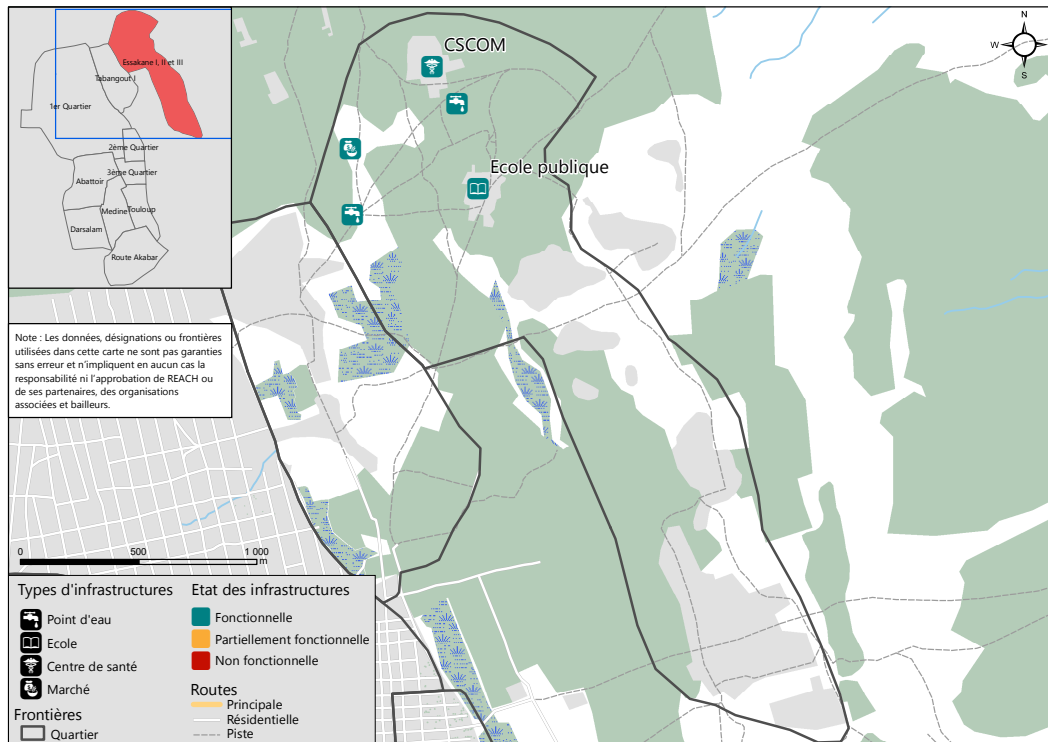 Essakane I, II et III
Tabangout I
1er Quartier
2ème Quartier
3ème Quartier
Abattoir
Medine
Touloup
Darsalam
Route Akabar
CSCOM
Ecole publique
N
W
E
S
Note : Les données, désignations ou frontières
utilisées dans cette carte ne sont pas garanties
sans erreur et n'impliquent en aucun cas la
responsabilité ni l'approbation de REACH ou
de ses partenaires, des organisations
associées et bailleurs.
0 500 1 000
m
Types d'infrastructures
Point d'eau
Ecole
Centre de santé
Marché
Frontières
Quartier
Etat des infrastructures
Fonctionnelle
Partiellement fonctionnelle
Non fonctionnelle
Routes
Principale
Résidentielle
Piste